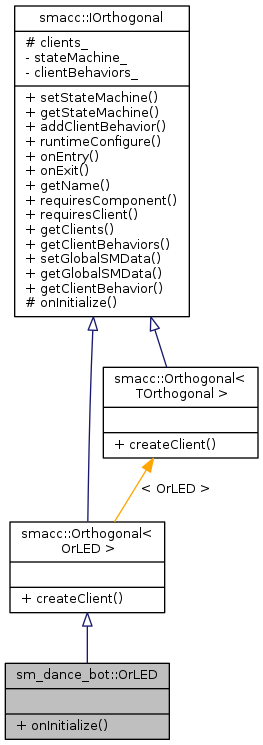 smacc::IOrthogonal
# clients_
- stateMachine_
- clientBehaviors_
+ setStateMachine()
+ getStateMachine()
+ addClientBehavior()
+ runtimeConfigure()
+ onEntry()
+ onExit()
+ getName()
+ requiresComponent()
+ requiresClient()
+ getClients()
+ getClientBehaviors()
+ setGlobalSMData()
+ getGlobalSMData()
+ getClientBehavior()
# onInitialize()
smacc::Orthogonal<
TOrthogonal >
+ createClient()
< OrLED >
smacc::Orthogonal<
OrLED >
+ createClient()
sm_dance_bot::OrLED
+ onInitialize()